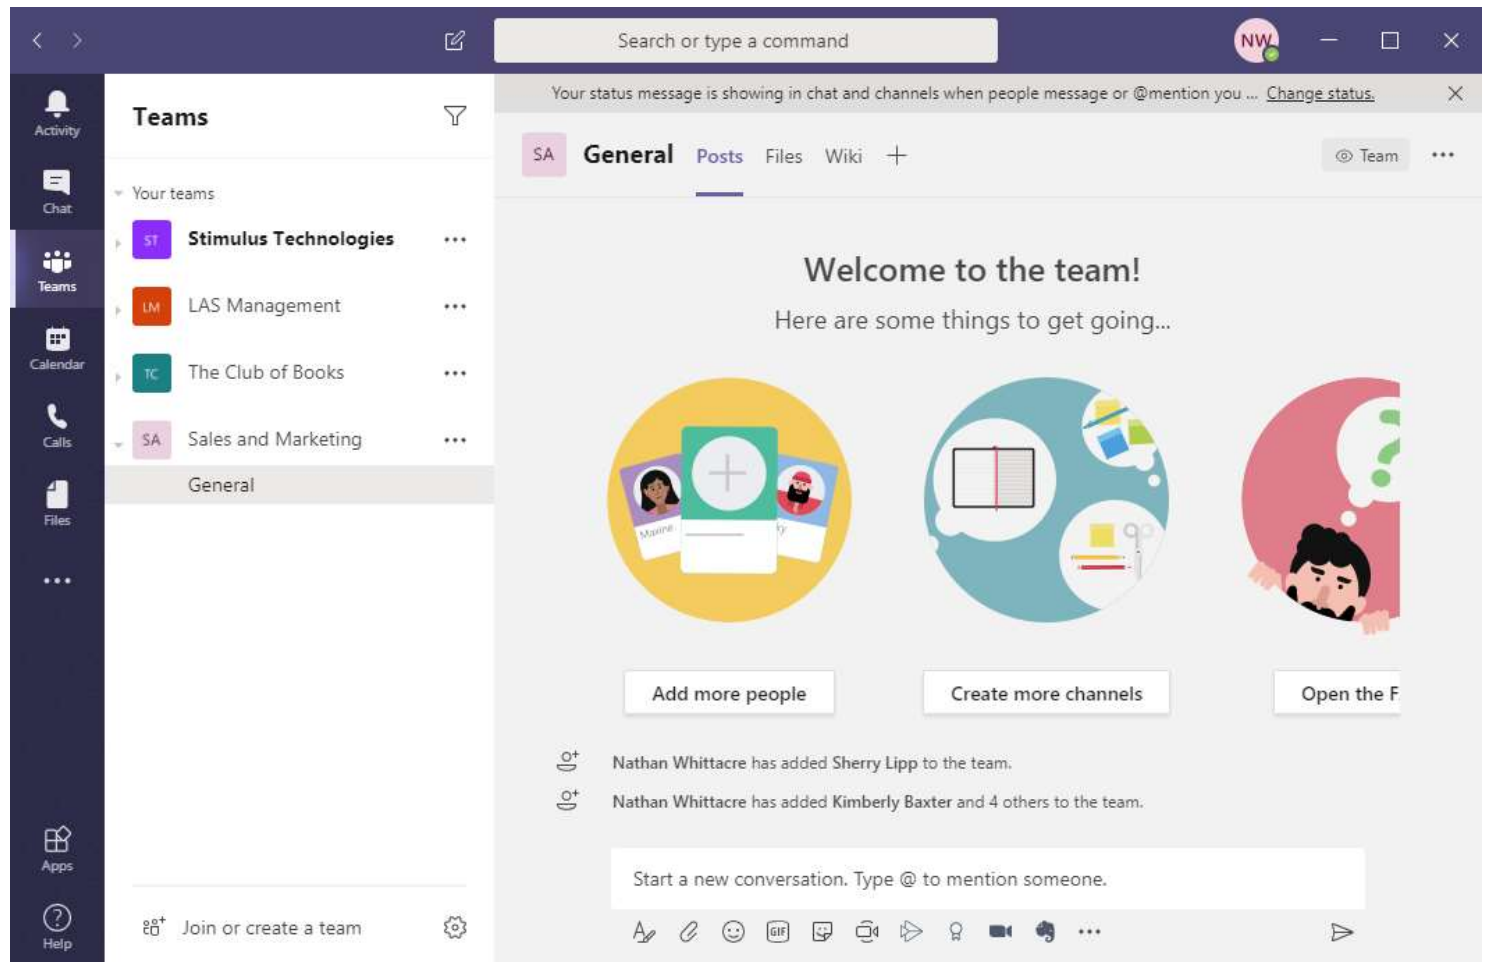 Search or type a command
NW
Activity
Chat
Teams
Calendar
Calls
Files
Apps
Help
Teams
Your teams
ST Stimulus Technologies
LM LAS Management
TC The Club of Books
SA Sales and Marketing
General
Join or create a team
Your status message is showing in chat and channels when people message or @mention you ... Change status.
SA General Posts Files Wiki
Team
Welcome to the team!
Here are some things to get going...
Maxine
ky
Add more people
Create more channels
Open the F
Nathan Whittacre has added Sherry Lipp to the team.
Nathan Whittacre has added Kimberly Baxter and 4 others to the team.
Start a new conversation. Type @ to mention someone.
GIF